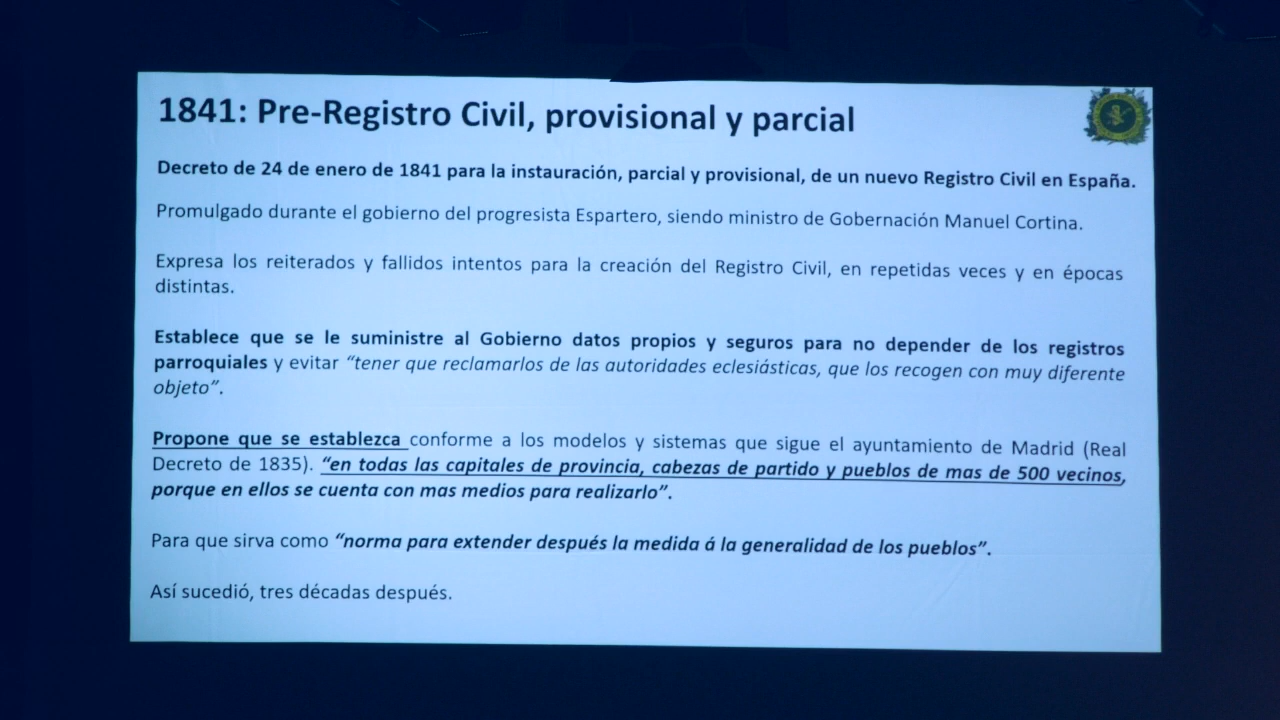 1841: Pre-Registro Civil, provisional y parcial
Decreto de 24 de enero de 1841 para la instauración, parcial y provisional, de un nuevo Registro Civil en España.
Promulgado durante el gobierno del progresista Espartero, siendo ministro de Gobernación Manuel Cortina.
Expresa los reiterados y fallidos intentos para la creación del Registro Civil, en repetidas veces y en épocas
distintas.
Establece que se le suministre al Gobierno datos propios y seguros para no depender de los registros
parroquiales y evitar “tener que reclamarlos de las autoridades eclesiásticas, que los recogen con muy diferente
objeto”.
Propone que se establezca conforme a los modelos y sistemas que sigue el ayuntamiento de Madrid (Real
Decreto de 1835). “en todas las capitales de provincia, cabezas de partido y pueblos de mas de 500 vecinos,
porque en ellos se cuenta con mas medios para realizarlo”.
Para que sirva como “norma para extender después la medida á la generalidad de los pueblos”.
Así sucedió, tres décadas después.